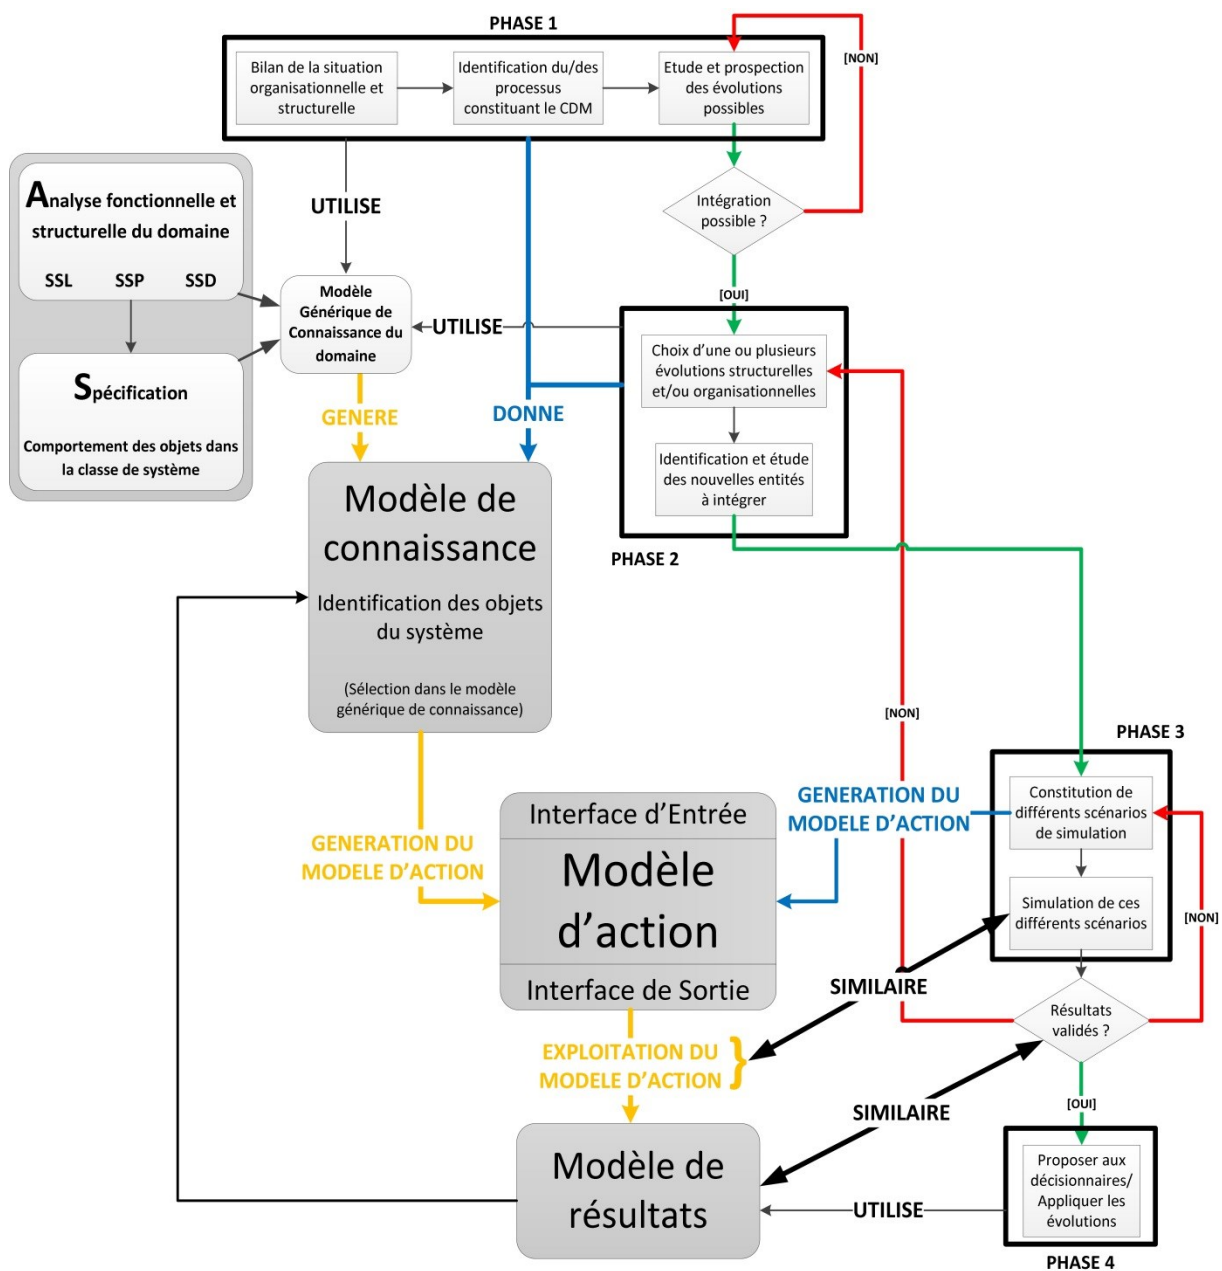 PHASE 1
Bilan de la situation
organisationnelle et
structurelle
Identification du/des
processus
constituant le CDM
Etude et prospection
des évolutions
possibles
[NON]
Intégration
possible ?
[OUI]
UTILISE
Analyse fonctionnelle et
structurelle du domaine
SSL SSP SSD
Spécification
Comportement des objets dans
la classe de système
Modèle
Générique de
Connaissance du
domaine
UTILISE
GENERE
DONNE
Choix d’une ou plusieurs
évolutions structurelles
et/ou organisationnelles
Identification et étude
des nouvelles entités
à intégrer
PHASE 2
Modèle de
connaissance
Identification des objets
du système
(Sélection dans le modèle
générique de connaissance)
[NON]
PHASE 3
Constitution de
différents scénarios
de simulation
Simulation de ces
différents scénarios
[NON]
GENERATION DU
MODELE D’ACTION
GENERATION DU
MODELE D’ACTION
Interface d’Entrée
Modèle
d’action
Interface de Sortie
SIMILAIRE
Résultats
validés ?
EXPLOITATION DU
MODELE D’ACTION
}
SIMILAIRE
[OUI]
Modèle de
résultats
UTILISE
Proposer aux
décisionnaires/
Appliquer les
évolutions
PHASE 4